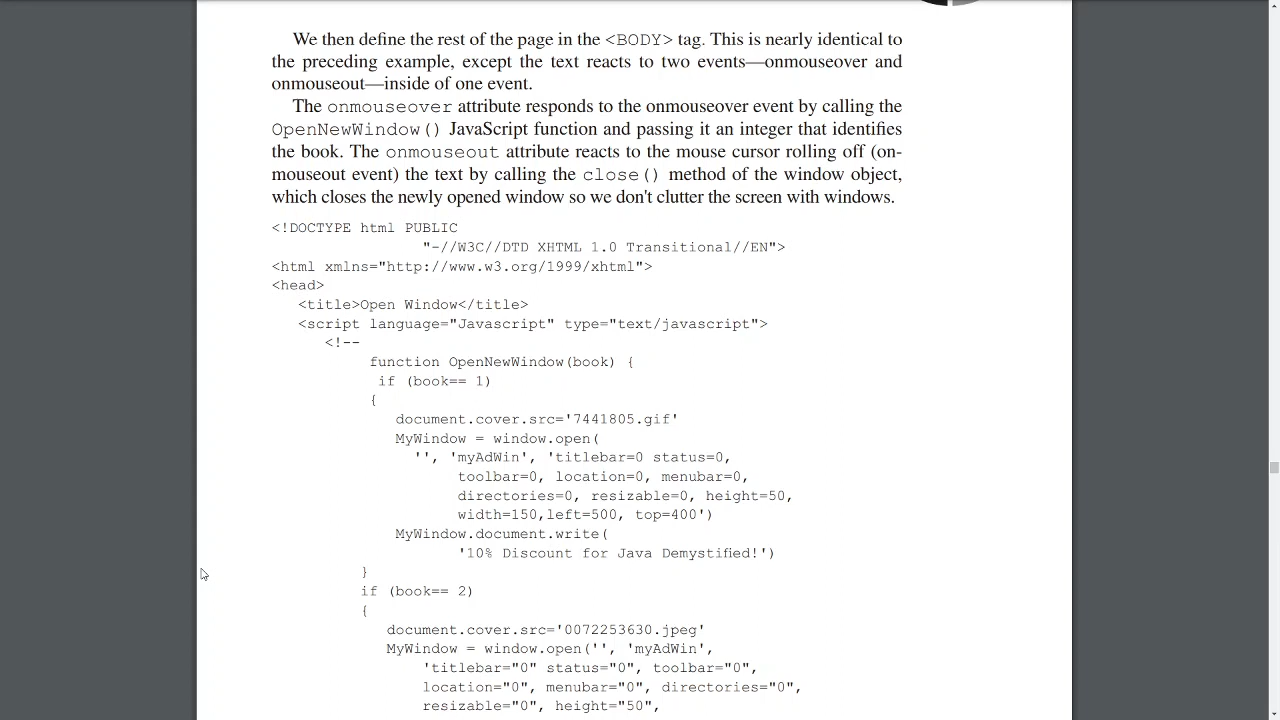 We then define the rest of the page in the <BODY> tag. This is nearly identical to
the preceding example, except the text reacts to two events—onmouseover and
onmouseout—inside of one event.
The onmouseover attribute responds to the onmouseover event by calling the
OpenNewWindow() JavaScript function and passing it an integer that identifies
the book. The onmouseout attribute reacts to the mouse cursor rolling off (on-
mouseout event) the text by calling the close() method of the window object,
which closes the newly opened window so we don't clutter the screen with windows.
<!DOCTYPE html PUBLIC
"-//W3C//DTD XHTML 1.0 Transitional//EN">
<html xmlns="http://www.w3.org/1999/xhtml">
<head>
<title>Open Window</title>
<script language="Javascript" type="text/javascript">
<!--
function OpenNewWindow(book) {
if (book== 1)
{
document.cover.src='7441805.gif'
MyWindow = window.open(
'', 'myAdWin', 'titlebar=0 status=0,
toolbar=0, location=0, menubar=0,
directories=0, resizable=0, height=50,
width=150,left=500, top=400')
MyWindow.document.write(
'10% Discount for Java Demystified!')
}
if (book== 2)
{
document.cover.src='0072253630.jpeg'
MyWindow = window.open('', 'myAdWin',
'titlebar="0" status="0", toolbar="0",
location="0", menubar="0", directories="0",
resizable="0", height="50",